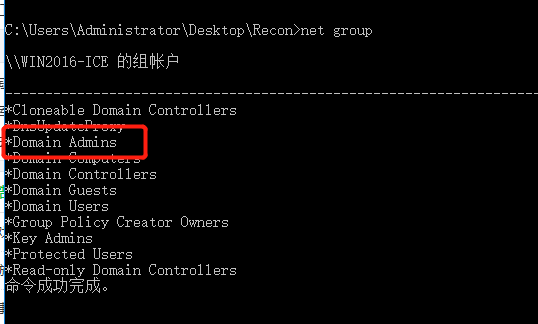 C:\Users\Administrator\Desktop\Recon>net group
\\WIN2016-ICE 的组帐户
-------------------------------------------------------------------------------
*Cloneable Domain Controllers
*DnsUpdateProxy
*Domain Admins
*Domain Computers
*Domain Controllers
*Domain Guests
*Domain Users
*Group Policy Creator Owners
*Key Admins
*Protected Users
*Read-only Domain Controllers
命令成功完成。